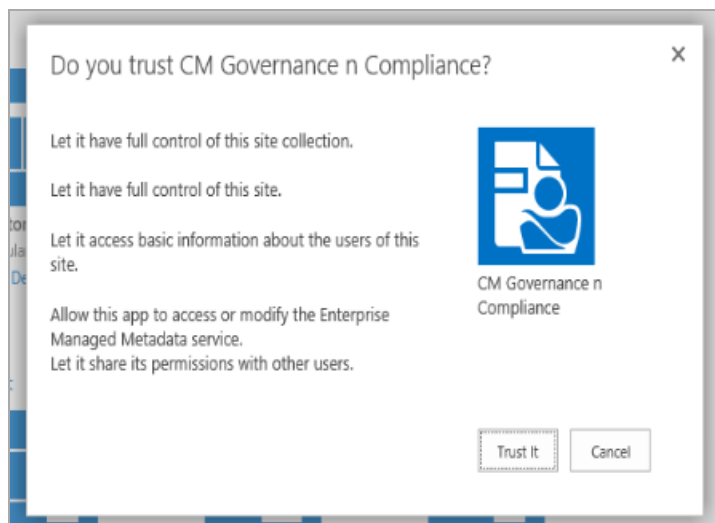 Do you trust CM Governance n Compliance?
x
Let it have full control of this site collection.
Let it have full control of this site.
Let it access basic information about the users of this
site.
CM Governance n
Compliance
Allow this app to access or modify the Enterprise
Managed Metadata service.
Let it share its permissions with other users.
Trust It
Cancel